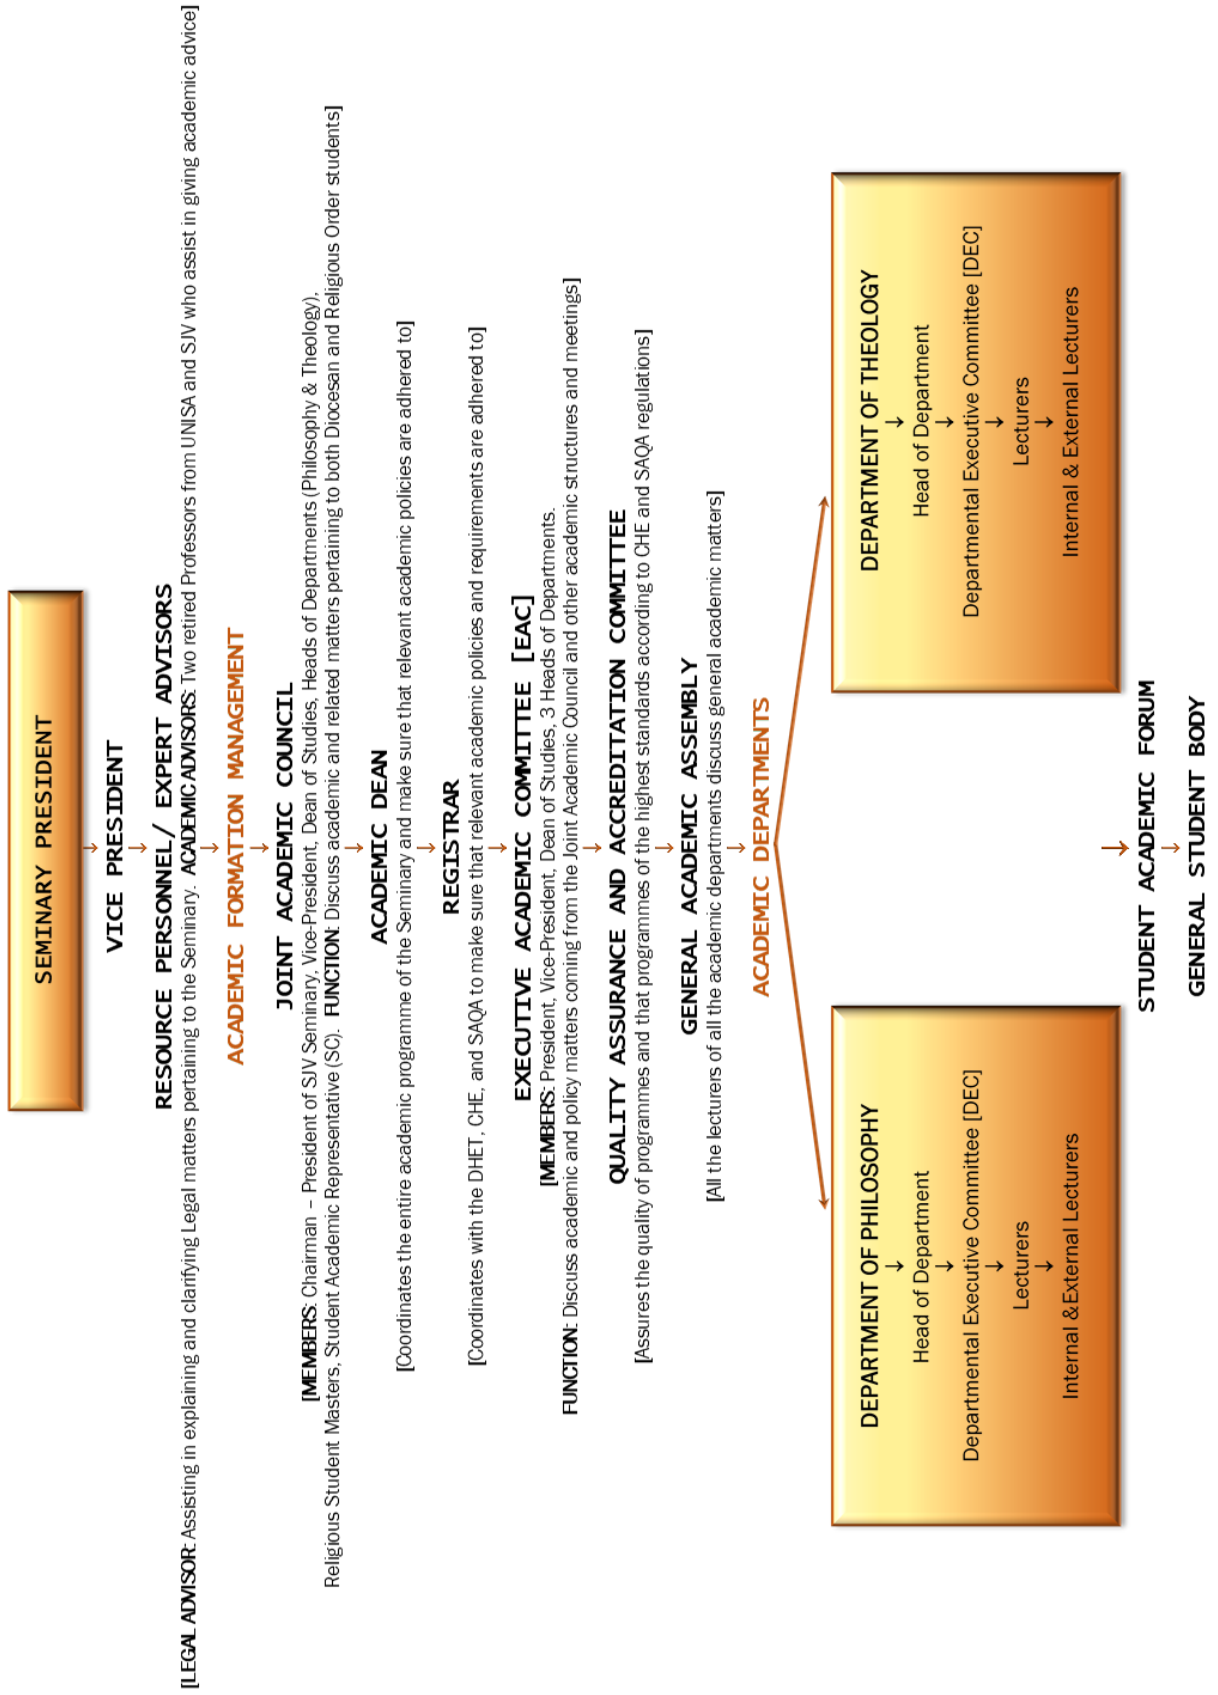 SEMINARY PRESIDENT
↓
VICE PRESIDENT
↓
RESOURCE PERSONNEL/ EXPERT ADVISORS
[LEGAL ADVISOR: Assisting in explaining and clarifying Legal matters pertaining to the Seminary. ACADEMIC ADVISORS: Two retired Professors from UNISA and SJV who assist in giving academic advice]
↓
ACADEMIC FORMATION MANAGEMENT
↓
JOINT ACADEMIC COUNCIL
[MEMBERS: Chairman – President of SJV Seminary, Vice-President, Dean of Studies, Heads of Departments (Philosophy & Theology),
Religious Student Masters, Student Academic Representative (SC). FUNCTION: Discuss academic and related matters pertaining to both Diocesan and Religious Order students]
↓
ACADEMIC DEAN
[Coordinates the entire academic programme of the Seminary and make sure that relevant academic policies are adhered to]
↓
REGISTRAR
[Coordinates with the DHET, CHE, and SAQA to make sure that relevant academic policies and requirements are adhered to]
↓
EXECUTIVE ACADEMIC COMMITTEE [EAC]
[MEMBERS: President, Vice-President, Dean of Studies, 3 Heads of Departments.
FUNCTION: Discuss academic and policy matters coming from the Joint Academic Council and other academic structures and meetings]
↓
QUALITY ASSURANCE AND ACCREDITATION COMMITTEE
[Assures the quality of programmes and that programmes of the highest standards according to CHE and SAQA regulations]
↓
GENERAL ACADEMIC ASSEMBLY
[All the lecturers of all the academic departments discuss general academic matters]
↓
ACADEMIC DEPARTMENTS
DEPARTMENT OF PHILOSOPHY
↓
Head of Department
↓
Departmental Executive Committee [DEC]
↓
Lecturers
↓
Internal &External Lecturers
DEPARTMENT OF THEOLOGY
↓
Head of Department
↓
Departmental Executive Committee [DEC]
↓
Lecturers
↓
Internal & External Lecturers
↓
STUDENT ACADEMIC FORUM
↓
GENERAL STUDENT BODY